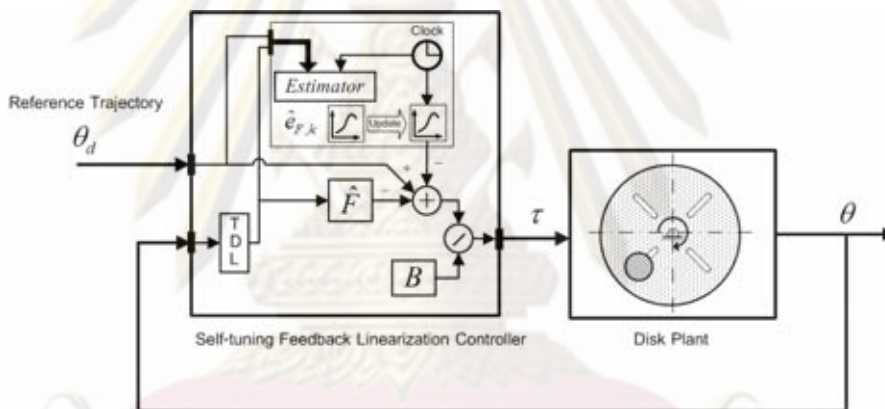 Clock
Estimator
Reference Trajectory
ê_{F,k}
Update
θ_d
+
−
F̂
−
+
τ
θ
T
D
L
/
B
Self-tuning Feedback Linearization Controller
Disk Plant